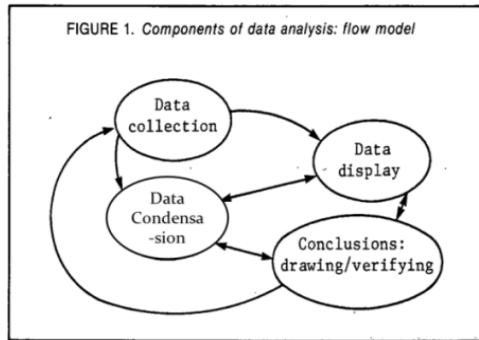 FIGURE 1. Components of data analysis: flow model
Data
collection
Data
display
Data
Condensa
-sion
Conclusions:
drawing/verifying